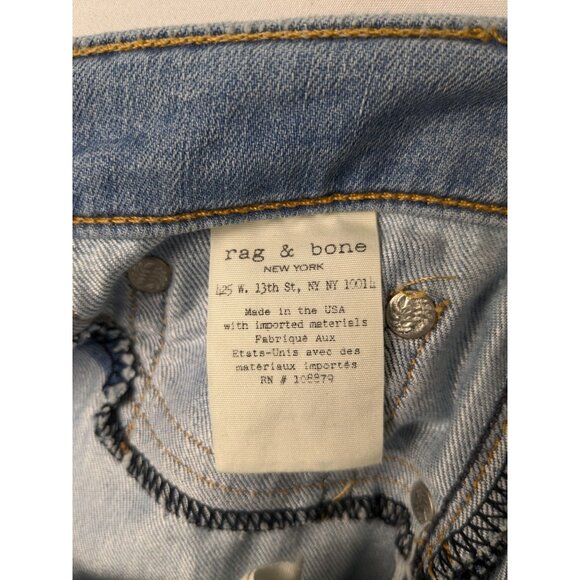 rag & bone
NEW YORK
425 W. 13th St, NY NY 10014
Made in the USA
with imported materials
Fabriqué Aux
Etats-Unis avec des
matériaux importés
RN # 108879